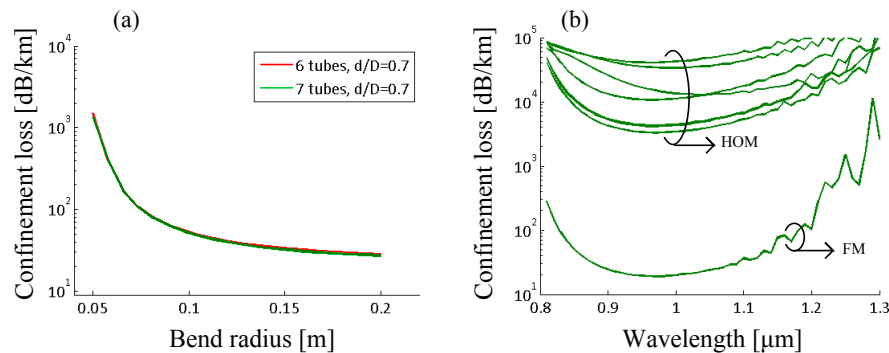 (a)
Confinement loss [dB/km]
10^4
10^3
10^2
10^1
6 tubes, d/D=0.7
7 tubes, d/D=0.7
0.05
0.1
0.15
0.2
Bend radius [m]
(b)
Confinement loss [dB/km]
10^5
10^4
10^3
10^2
10^1
HOM
FM
0.8
0.9
1
1.1
1.2
1.3
Wavelength [μm]